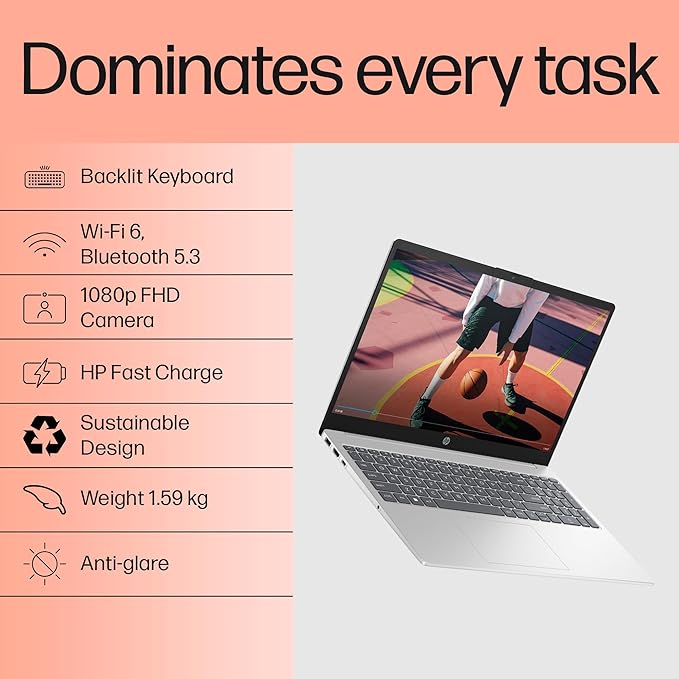 Dominates every task
Backlit Keyboard
Wi-Fi 6,
Bluetooth 5.3
1080p FHD
Camera
HP Fast Charge
Sustainable
Design
Weight 1.59 kg
Anti-glare
hp